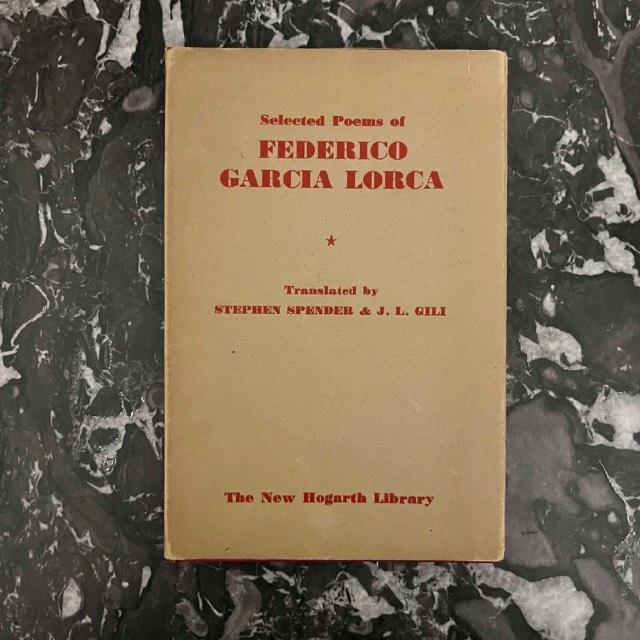 Selected Poems of
FEDERICO
GARCIA LORCA
★
Translated by
STEPHEN SPENDER & J. L. GILI
The New Hogarth Library